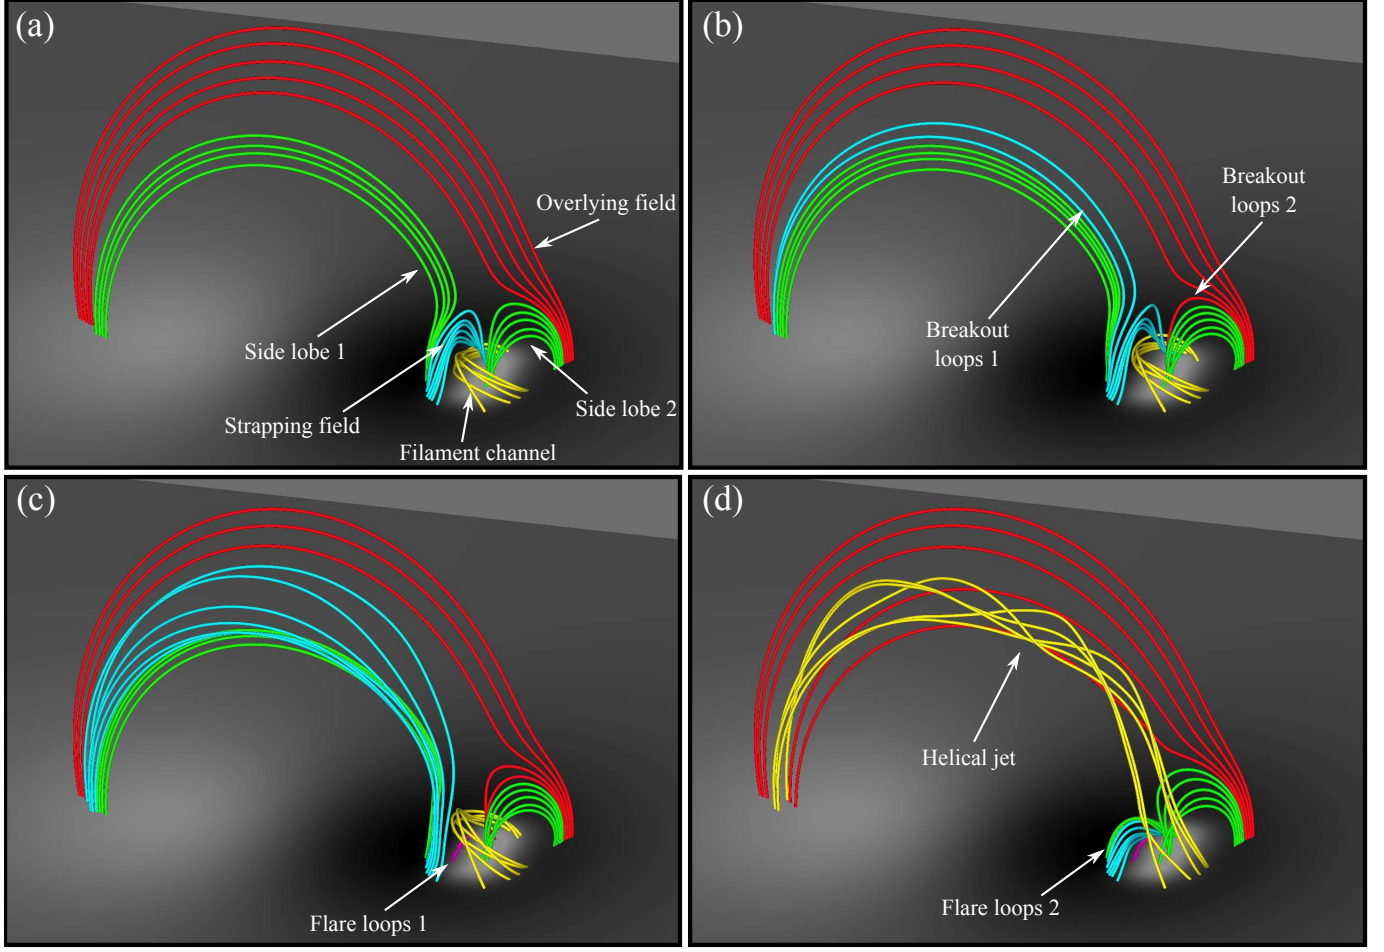 (a)
Overlying field
Side lobe 1
Strapping field
Side lobe 2
Filament channel
(b)
Breakout
loops 2
Breakout
loops 1
(c)
Flare loops 1
(d)
Helical jet
Flare loops 2